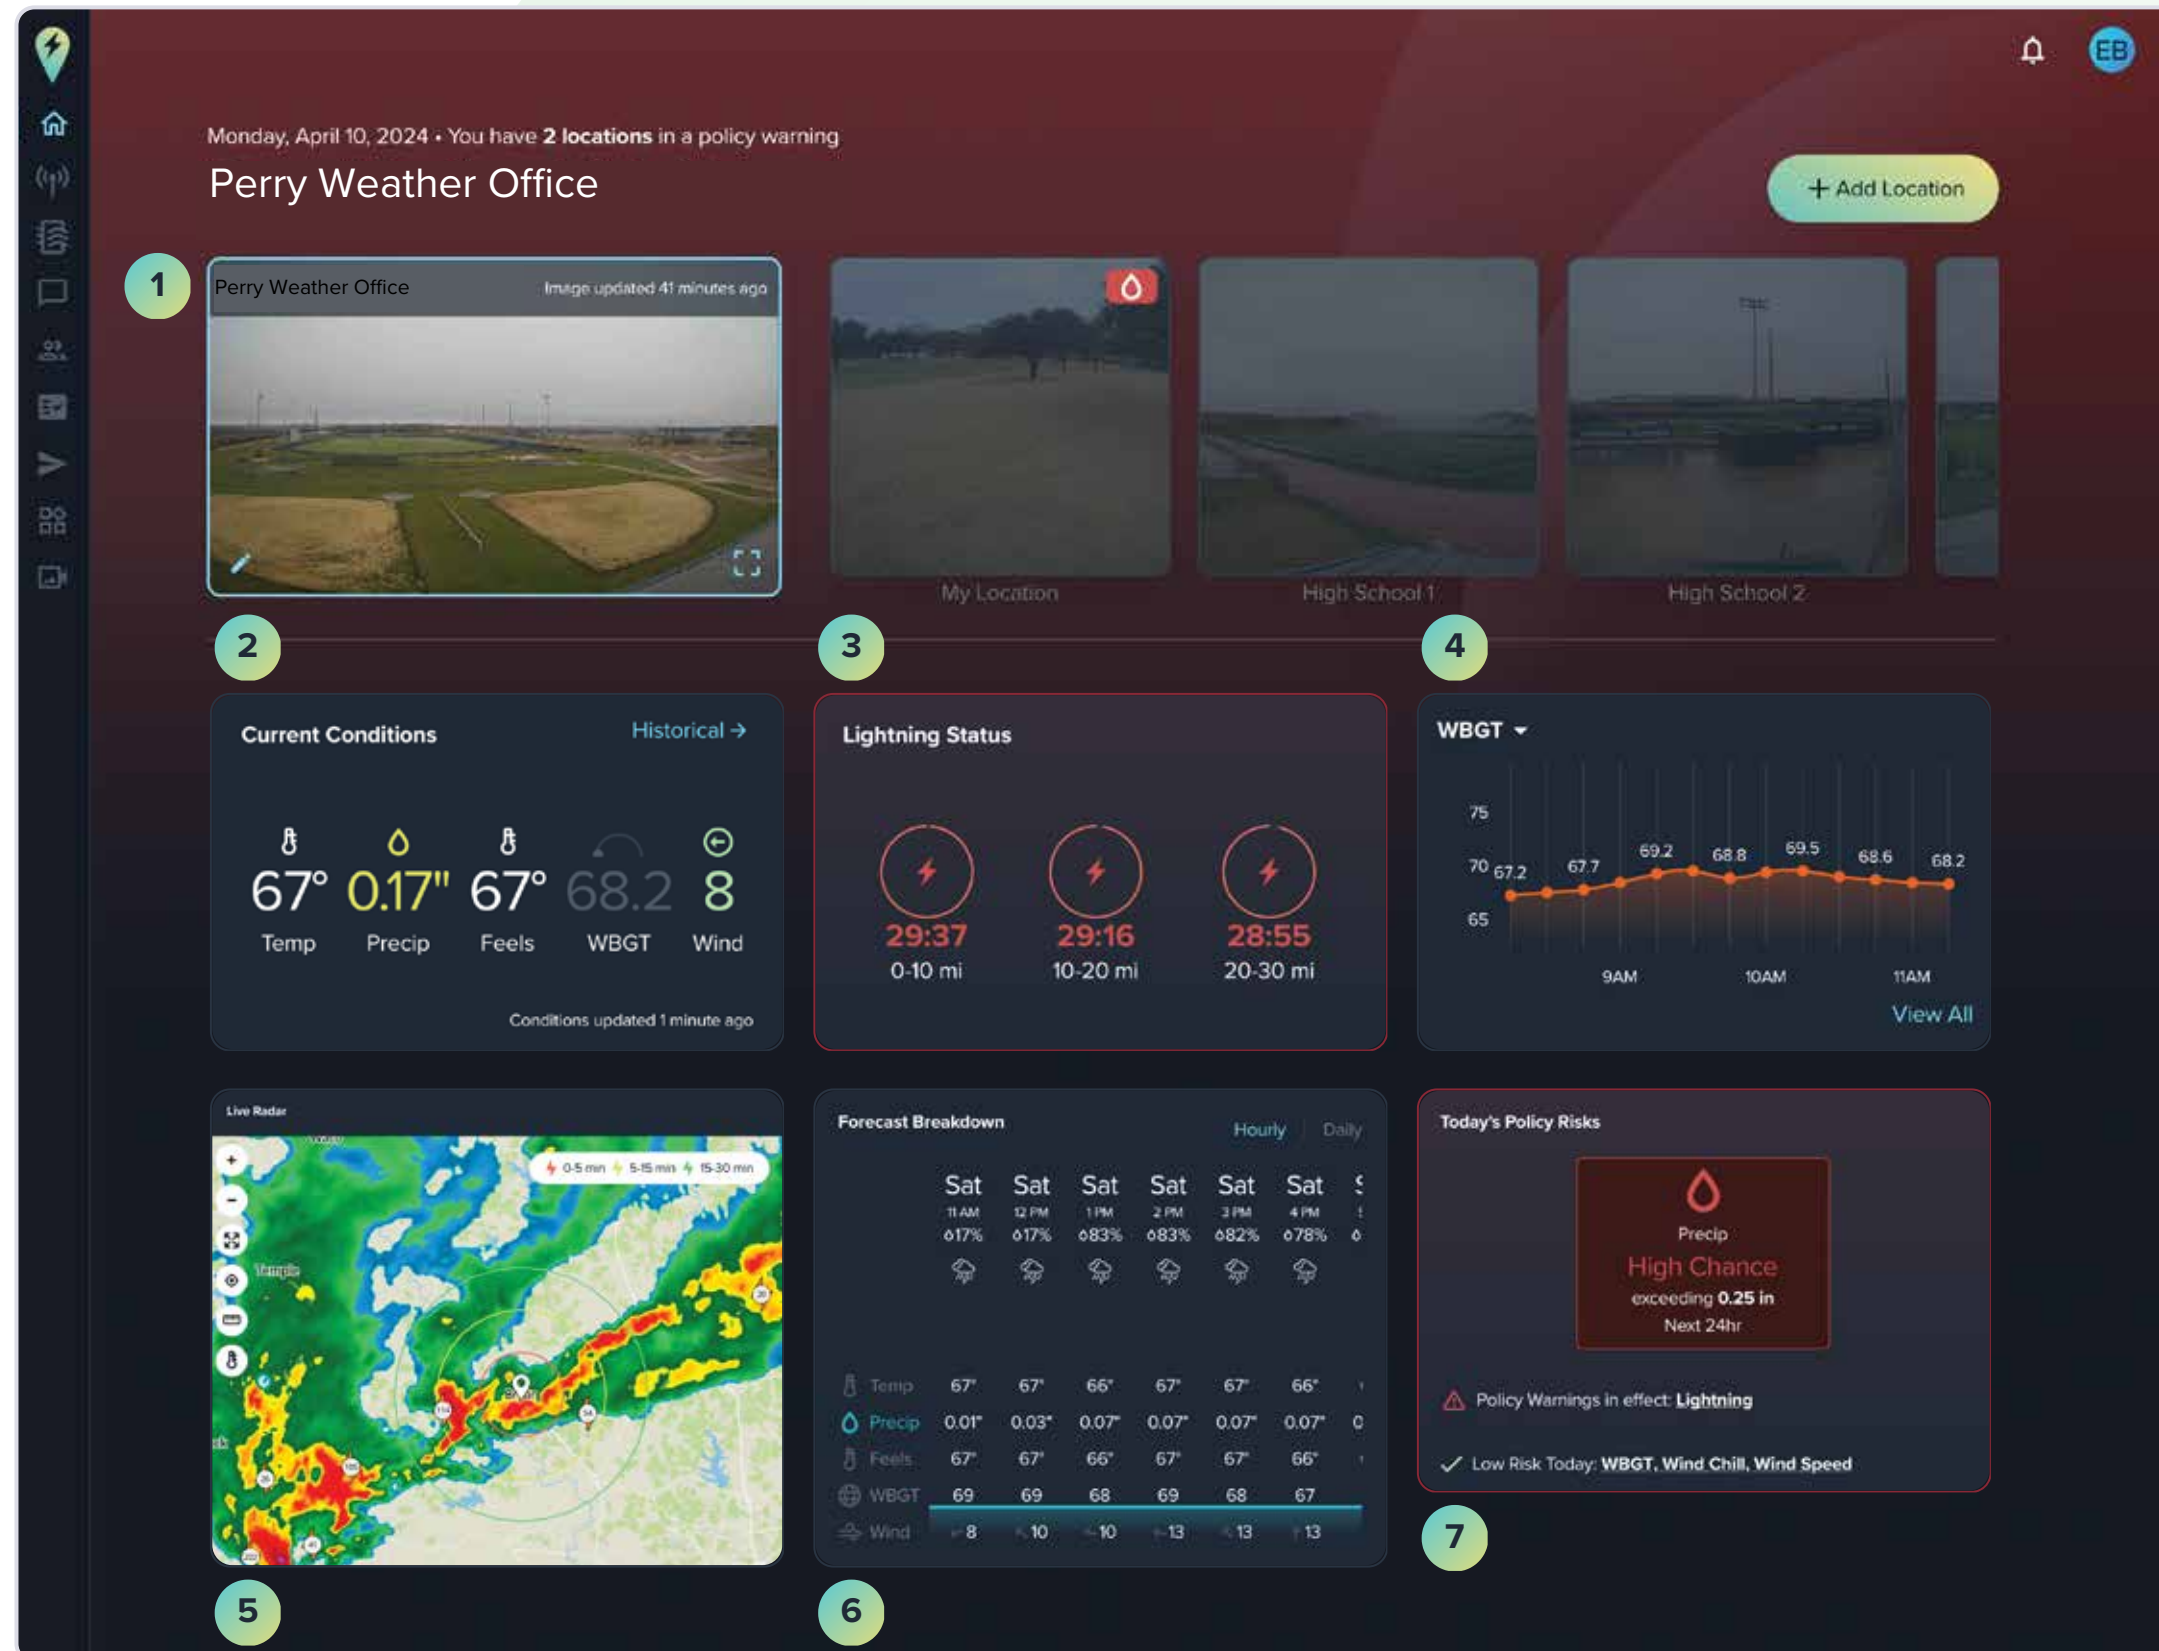 EB
Monday, April 10, 2024 • You have 2 locations in a policy warning
Perry Weather Office
+ Add Location
1
Perry Weather Office
Image updated 41 minutes ago
My Location
High School 1
High School 2
2
3
4
Current Conditions
Historical →
67° 0.17" 67° 68.2 8
Temp Precip Feels WBGT Wind
Conditions updated 1 minute ago
Lightning Status
29:37 29:16 28:55
0-10 mi 10-20 mi 20-30 mi
WBGT
75
70
65
67.2 67.7 69.2 68.8 69.5 68.6 68.2
9AM 10AM 11AM
View All
Live Radar
0-5 min 5-15 min 15-30 min
Temple
Forecast Breakdown
Hourly Daily
Sat Sat Sat Sat Sat Sat
11 AM 12 PM 1 PM 2 PM 3 PM 4 PM
17% 17% 83% 83% 82% 78%
Temp 67° 67° 66° 67° 67° 66°
Precip 0.01" 0.03" 0.07" 0.07" 0.07" 0.07"
Feels 67° 67° 66° 67° 67° 66°
WBGT 69 69 68 69 68 67
Wind 8 10 10 13 13 13
Today's Policy Risks
Precip
High Chance
exceeding 0.25 in
Next 24hr
Policy Warnings in effect: Lightning
Low Risk Today: WBGT, Wind Chill, Wind Speed
7
5
6